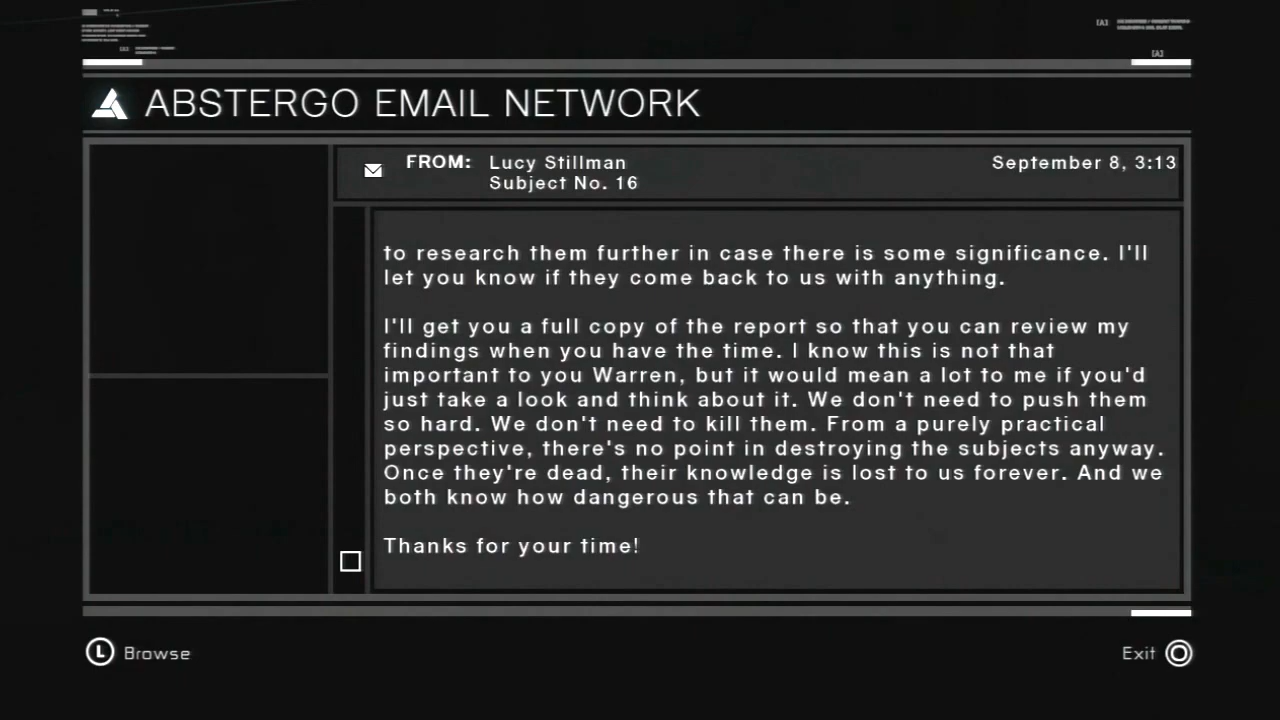 ABSTERGO EMAIL NETWORK
FROM: Lucy Stillman
September 8, 3:13
Subject No. 16
to research them further in case there is some significance. I'll
let you know if they come back to us with anything.
I'll get you a full copy of the report so that you can review my
findings when you have the time. I know this is not that
important to you Warren, but it would mean a lot to me if you'd
just take a look and think about it. We don't need to push them
so hard. We don't need to kill them. From a purely practical
perspective, there's no point in destroying the subjects anyway.
Once they're dead, their knowledge is lost to us forever. And we
both know how dangerous that can be.
Thanks for your time!
L Browse
Exit